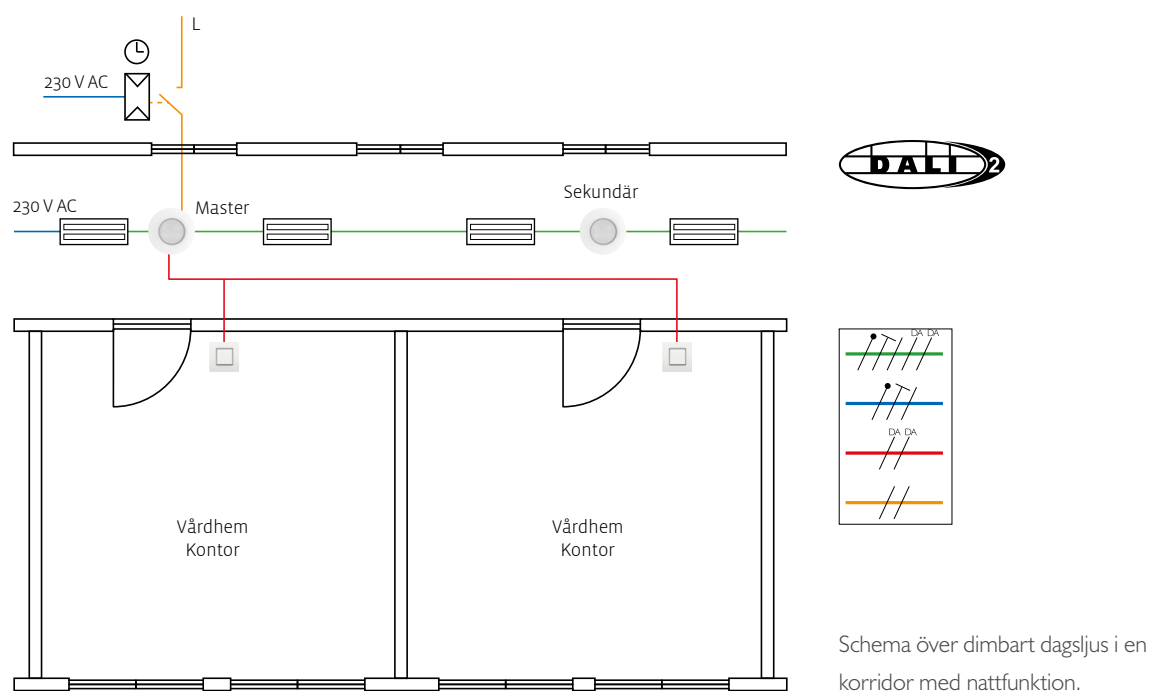 L
230 V AC
DALI 2
Sekundär
230 V AC
Master
DA DA
DA DA
Vårdhem
Kontor
Vårdhem
Kontor
Schema över dimbart dagsljus i en
korridor med nattfunktion.